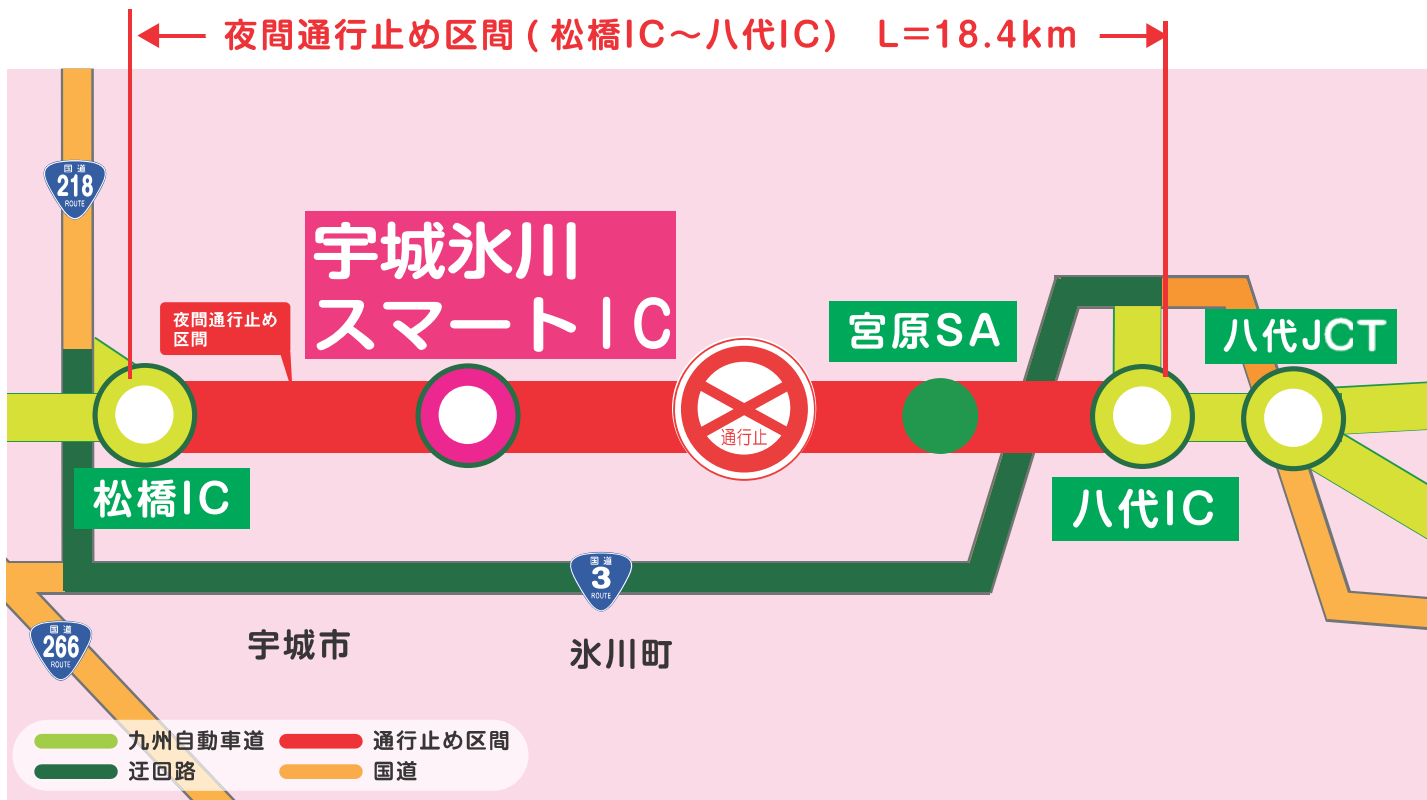 夜間通行止め区間 ( 松橋IC～八代IC)　L=18.4km
国道
218
ROUTE
宇城氷川
スマートIC
夜間通行止め
区間
宮原SA
八代JCT
通行止
松橋IC
八代IC
国道
3
ROUTE
国道
266
ROUTE
宇城市
氷川町
九州自動車道
通行止め区間
迂回路
国道